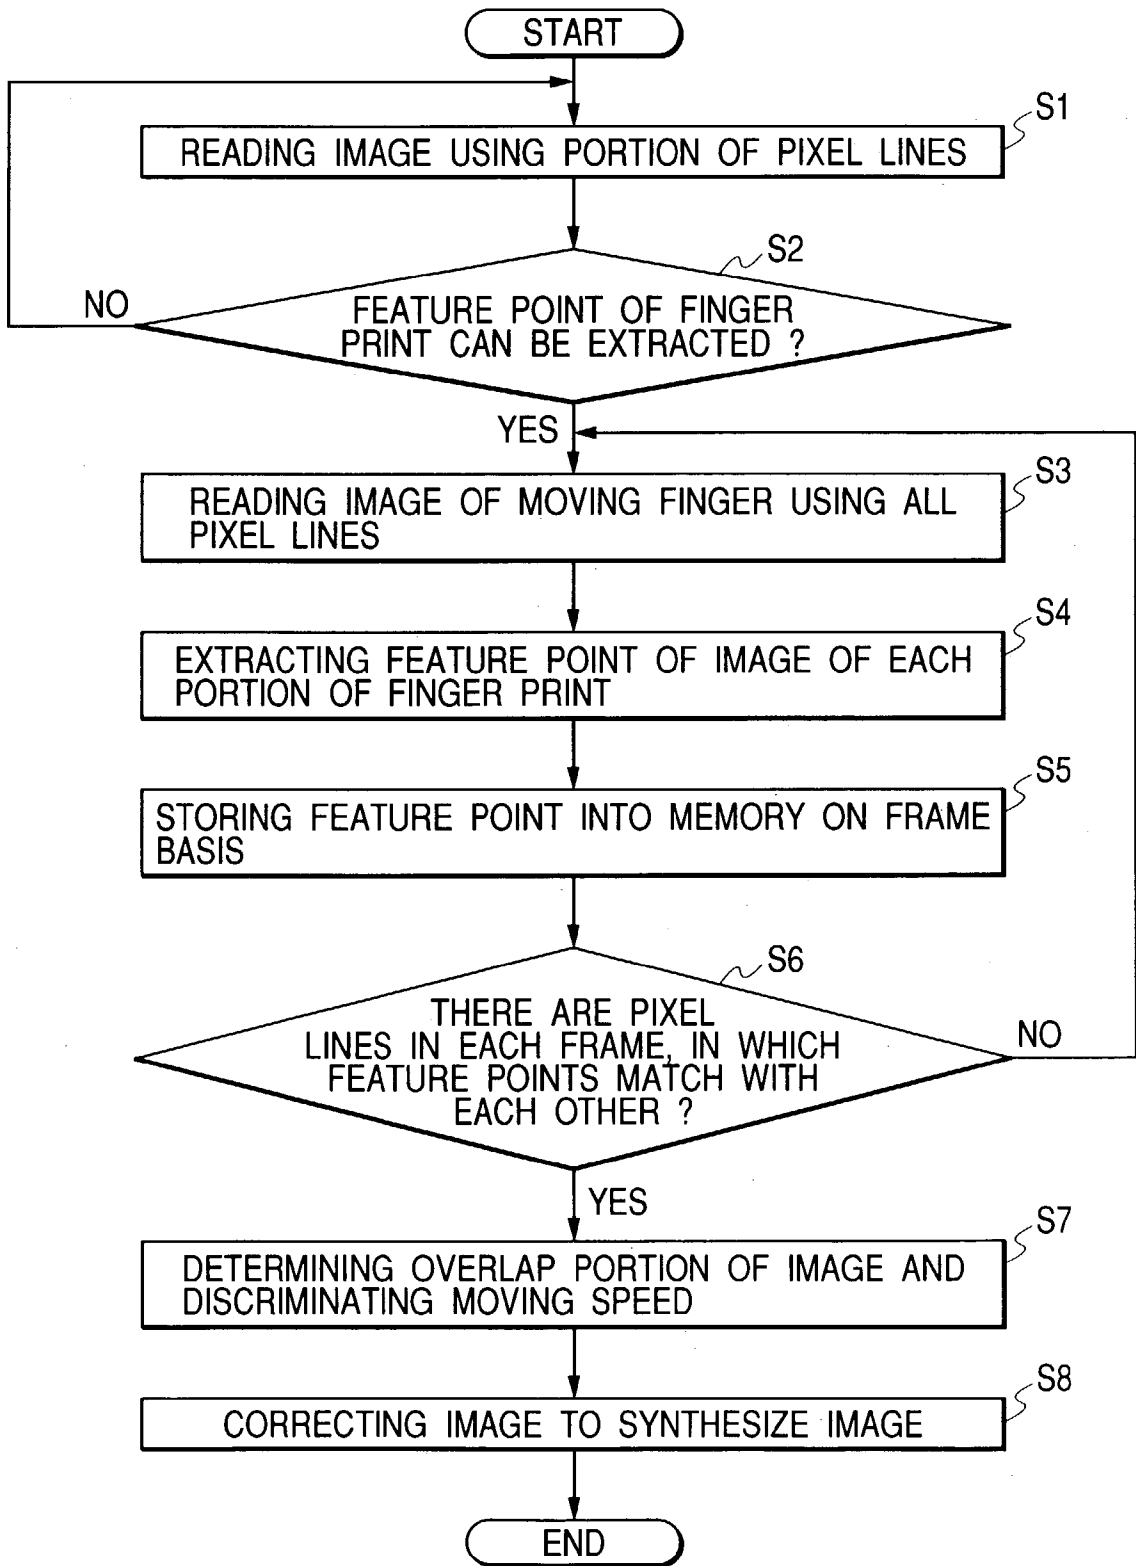 START
S1
READING IMAGE USING PORTION OF PIXEL LINES
S2
FEATURE POINT OF FINGER
PRINT CAN BE EXTRACTED ?
NO
YES
S3
READING IMAGE OF MOVING FINGER USING ALL
PIXEL LINES
S4
EXTRACTING FEATURE POINT OF IMAGE OF EACH
PORTION OF FINGER PRINT
S5
STORING FEATURE POINT INTO MEMORY ON FRAME
BASIS
S6
THERE ARE PIXEL
LINES IN EACH FRAME, IN WHICH
FEATURE POINTS MATCH WITH
EACH OTHER ?
NO
YES
S7
DETERMINING OVERLAP PORTION OF IMAGE AND
DISCRIMINATING MOVING SPEED
S8
CORRECTING IMAGE TO SYNTHESIZE IMAGE
END